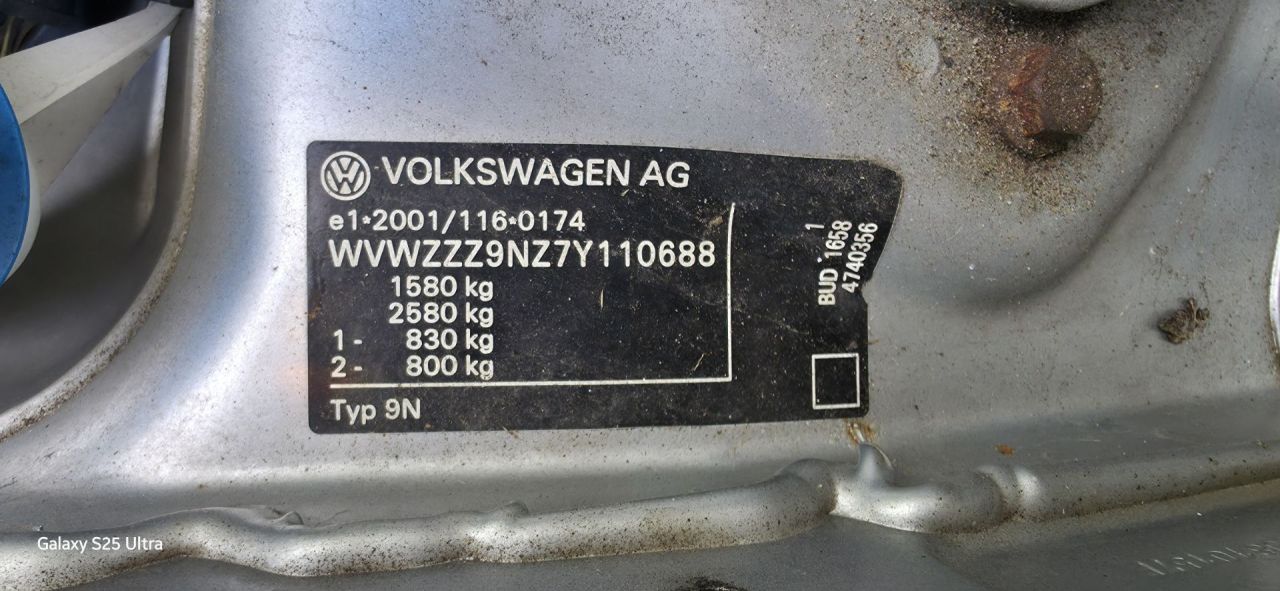 VOLKSWAGEN AG
e1*2001/116*0174
WVWZZZ9NZ7Y110688
1580 kg
2580 kg
1- 830 kg
2- 800 kg
Typ 9N
1
BUD 1658
4740356
Galaxy S25 Ultra